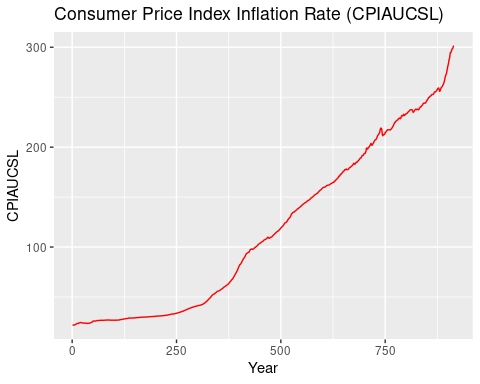 Consumer Price Index Inflation Rate (CPIAUCSL)
300
200
100
CPIAUCSL
0
250
500
750
Year